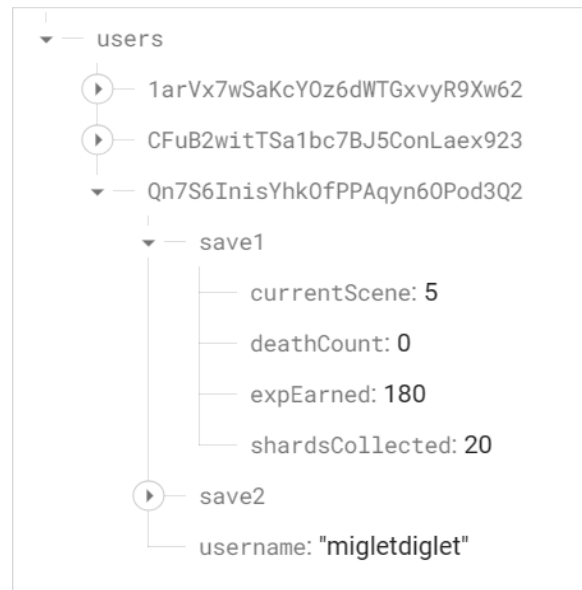 users
1arVx7wSaKcYOz6dWTGxvyR9Xw62
CFuB2witTSa1bc7BJ5ConLaex923
Qn7S6InisYhkOfPPAqyn6OPod3Q2
save1
currentScene: 5
deathCount: 0
expEarned: 180
shardsCollected: 20
save2
username: "migletdiglet"